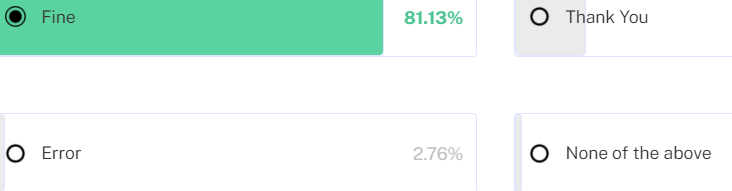 Fine 81.13% Thank You
Error 2.76% None of the above